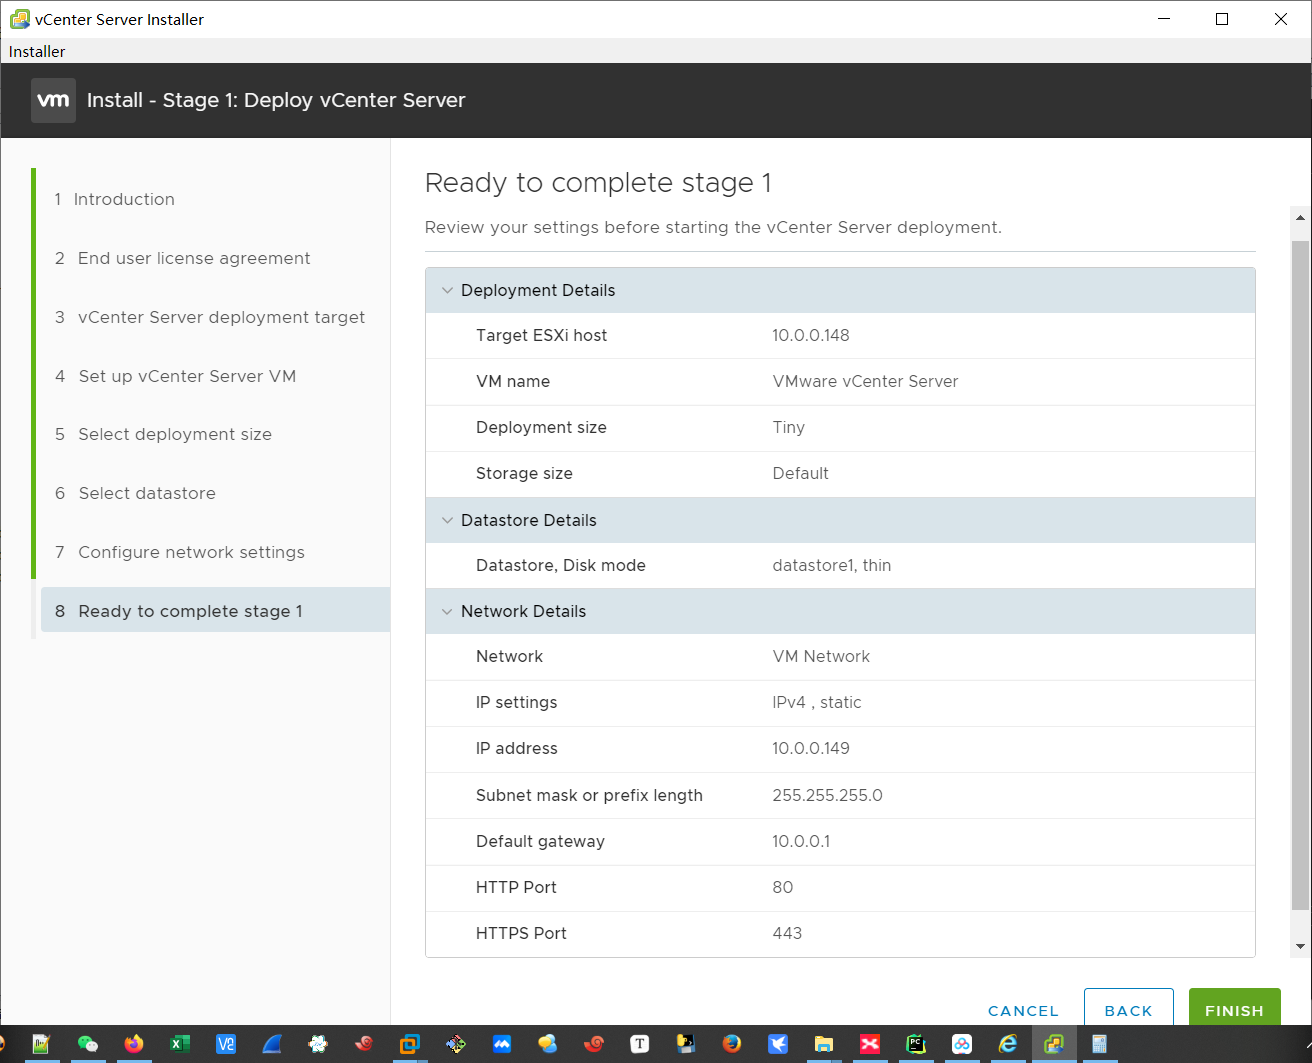 vCenter Server Installer
Installer
vm Install - Stage 1: Deploy vCenter Server
1 Introduction
2 End user license agreement
3 vCenter Server deployment target
4 Set up vCenter Server VM
5 Select deployment size
6 Select datastore
7 Configure network settings
8 Ready to complete stage 1
Ready to complete stage 1
Review your settings before starting the vCenter Server deployment.
Deployment Details
Target ESXi host 10.0.0.148
VM name VMware vCenter Server
Deployment size Tiny
Storage size Default
Datastore Details
Datastore, Disk mode datastore1, thin
Network Details
Network VM Network
IP settings IPv4 , static
IP address 10.0.0.149
Subnet mask or prefix length 255.255.255.0
Default gateway 10.0.0.1
HTTP Port 80
HTTPS Port 443
CANCEL BACK FINISH